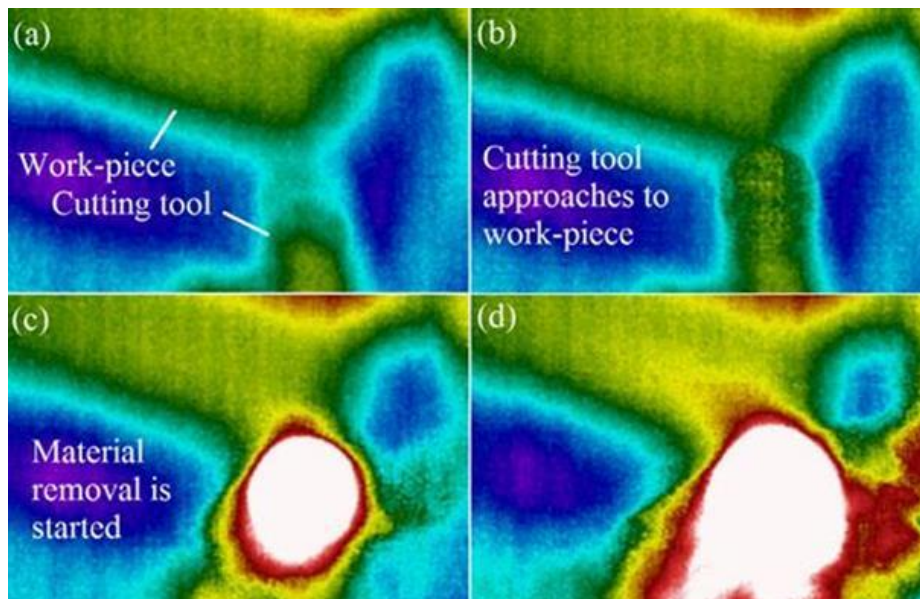 (a)
Work-piece
Cutting tool
(b)
Cutting tool
approaches to
work-piece
(c)
Material
removal is
started
(d)